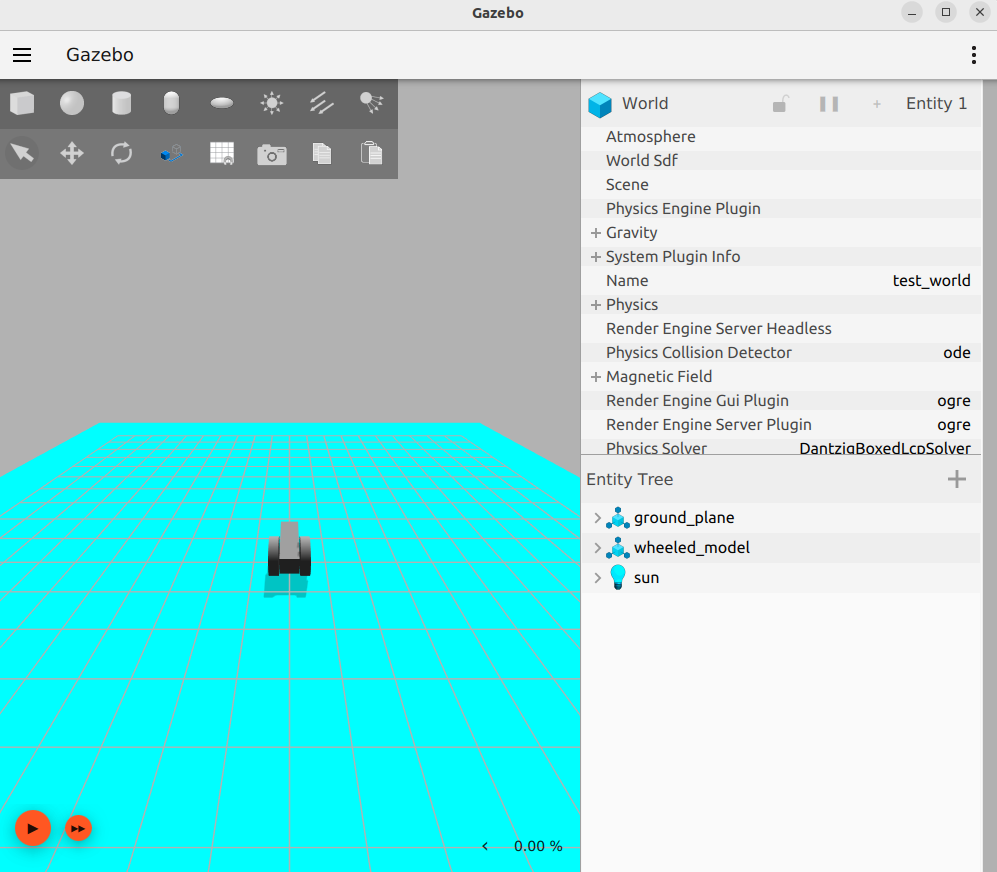 Gazebo
Gazebo
World Entity 1
Atmosphere
World Sdf
Scene
Physics Engine Plugin
Gravity
System Plugin Info
Name test_world
Physics
Render Engine Server Headless
Physics Collision Detector ode
Magnetic Field
Render Engine Gui Plugin ogre
Render Engine Server Plugin ogre
Physics Solver DantzigBoxedLcpSolver
Entity Tree
ground_plane
wheeled_model
sun
0.00 %